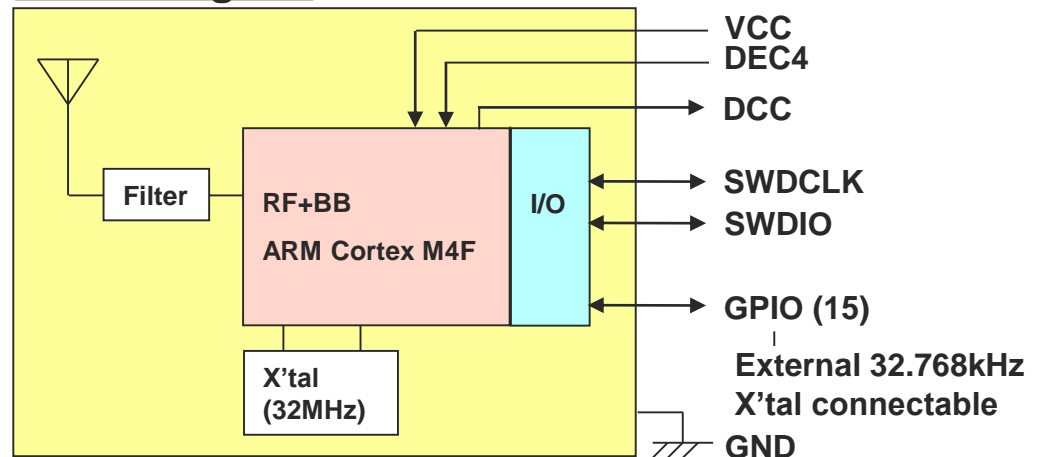 VCC
DEC4
DCC
Filter
RF+BB
ARM Cortex M4F
I/O
SWDCLK
SWDIO
GPIO (15)
External 32.768kHz
X'tal connectable
X'tal
(32MHz)
GND